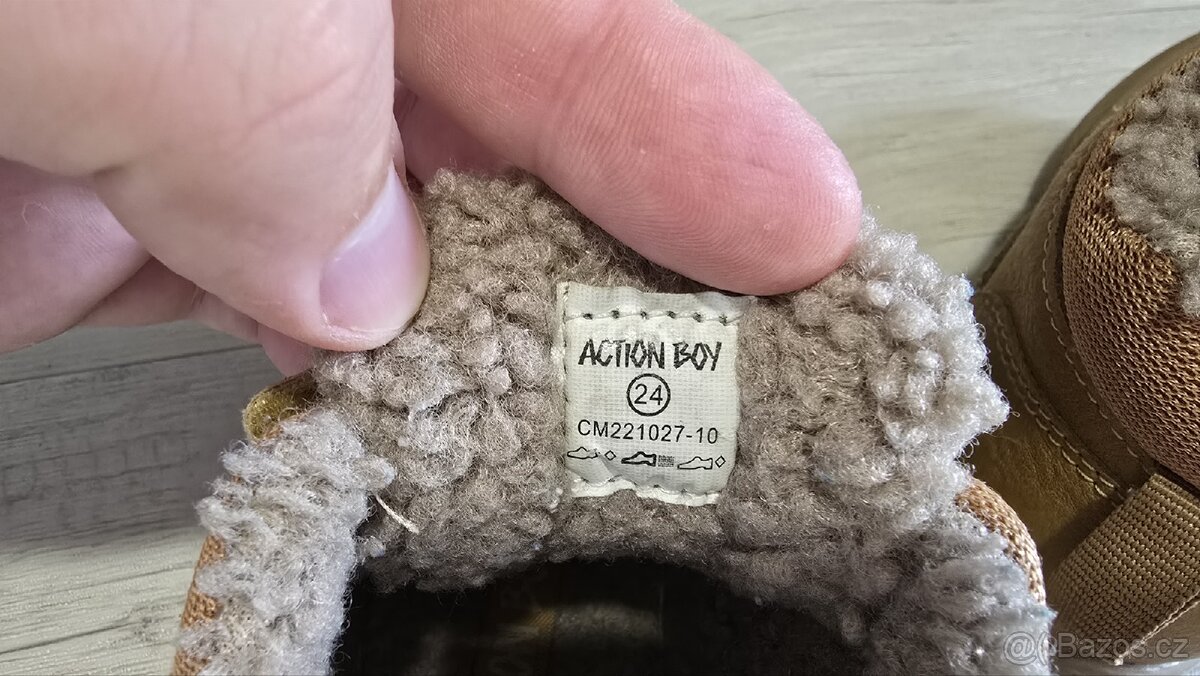 ACTION BOY
24
CM221027-10
@Bazos.cz